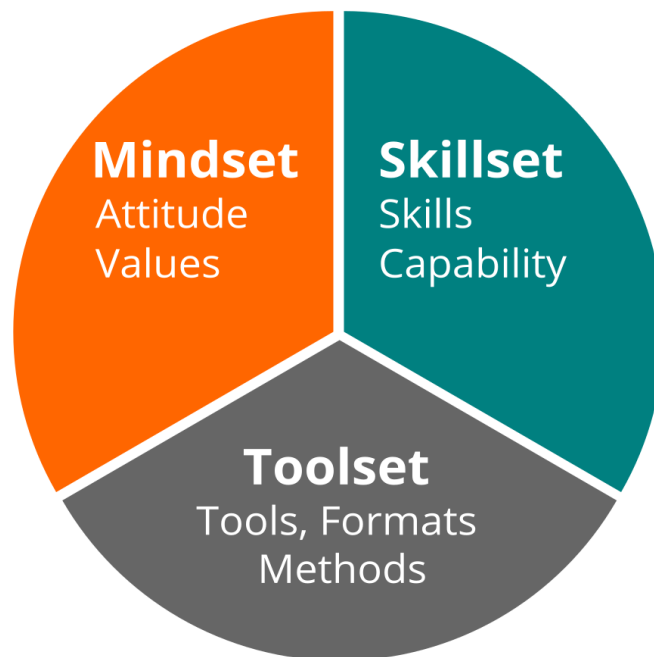 Mindset
Attitude
Values
Skillset
Skills
Capability
Toolset
Tools, Formats
Methods